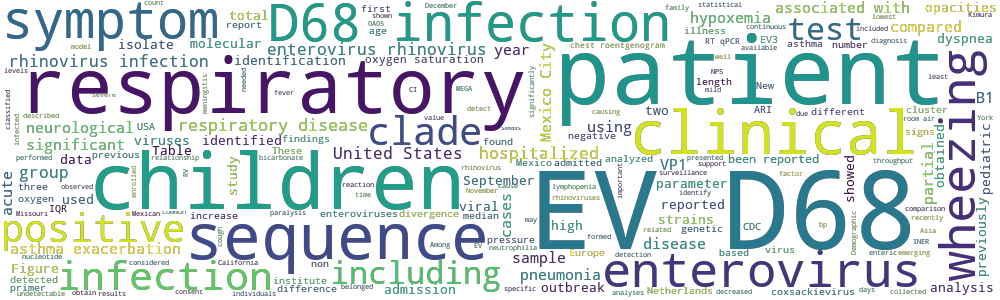 symptom
D68 infection
associated with
opacities
total
first
shown
age
report
December
OAOS
family
statistical
count
lowest
Kimura
included
hypoxemia
illness
compared
test
continuous
available
diagnosis
isolate
molecular
enterovirus rhinovirus
year
EV3
dyspnea
rhinovirus infection
identification
oxygen saturation
chest roentgenogram
RT qPCR
asthma
number
model
well
least
levels
severe
respiratory
patient
wheezing
needed
meningitis
fever
CI
MEGA
detect
significantly
Mexico City
causing
NPS
mild
length
New
ARI
due
different
cluster
room air
B1
York
classified
described
infected
neurological
significant
USA
viruses
respiratory disease
identified
findings
clade
seems
found
two
using
negative
clinical
signs
obtained
pediatric
performed
previous
Table
These
bicarbonate
relationship
United States
hospitalized
Mexico
admitted
analyzed
VP1
presented
support
been reported
throughout
partial
data
group
study
acute
three
observed
oxygen
used
children
EV
enrolled
reaction
time
September
viral
median
rhinovirus
cause
November
cases
EV D68
lymphopenia
rhinoviruses
important
surveillance
identify
parameter
reported
factor
showed
comparison
recently
previously
IQR
Missouri
Mexican
common
increase
paralysis
enteroviruses
divergence
may
high
strains
related
genetic
CDC
bp
Demographic
Asia
INER
positive
cough
sequence
Among
EV
pressure
neutrophilia
sample
formed
disease
detection
based
virus
enteric
emerging
asthma exacerbation
nucleotide
considered
California
non
Europe
Figure
detected
primer
infection
institute
difference
including
belonged
admission
pneumonia
outbreak
enterovirus
Netherlands
coxsackievirus
analysis
undetectable
obtain
results
consent
individuals
specific
analyses
decreased
days
collected